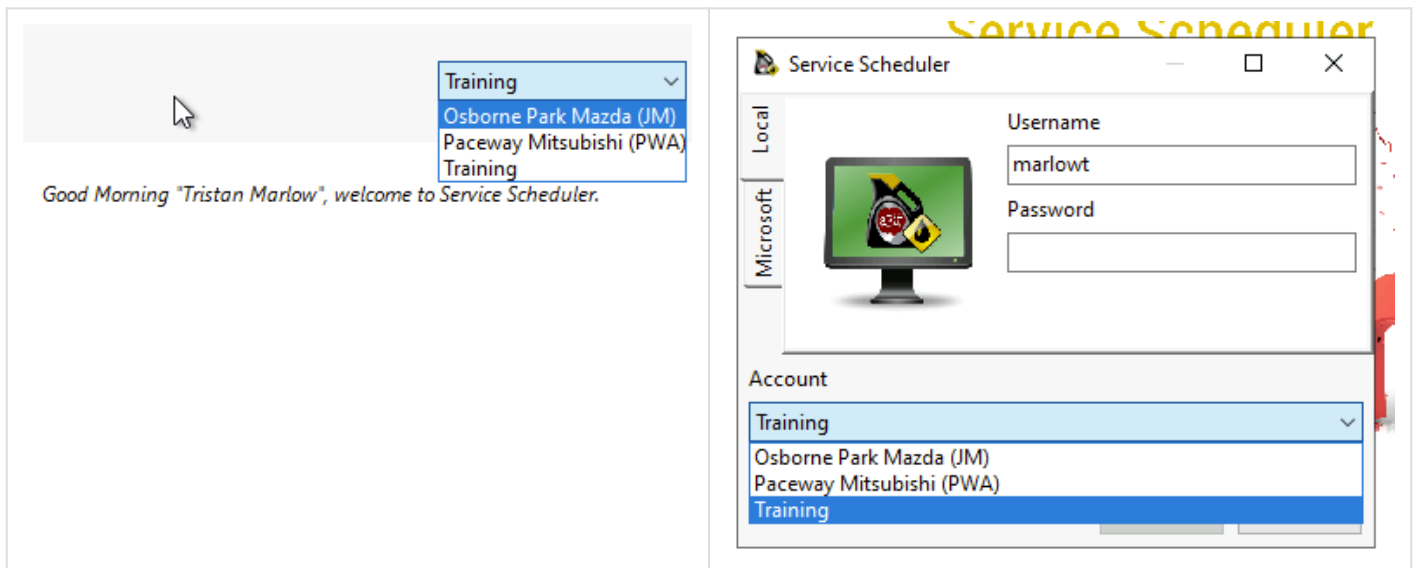 Training
Osborne Park Mazda (JM)
Paceway Mitsubishi (PWA)
Training
Good Morning "Tristan Marlow", welcome to Service Scheduler.
Service Scheduler
Service Scheduler
Local
Microsoft
Username
marlowt
Password
Account
Training
Osborne Park Mazda (JM)
Paceway Mitsubishi (PWA)
Training